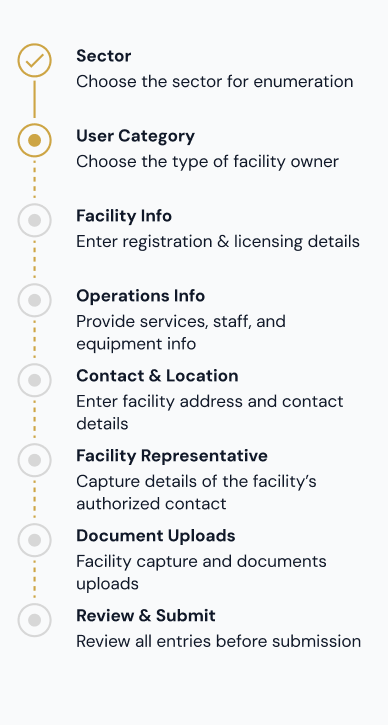 Sector
Choose the sector for enumeration
User Category
Choose the type of facility owner
Facility Info
Enter registration & licensing details
Operations Info
Provide services, staff, and
equipment info
Contact & Location
Enter facility address and contact
details
Facility Representative
Capture details of the facility’s
authorized contact
Document Uploads
Facility capture and documents
uploads
Review & Submit
Review all entries before submission